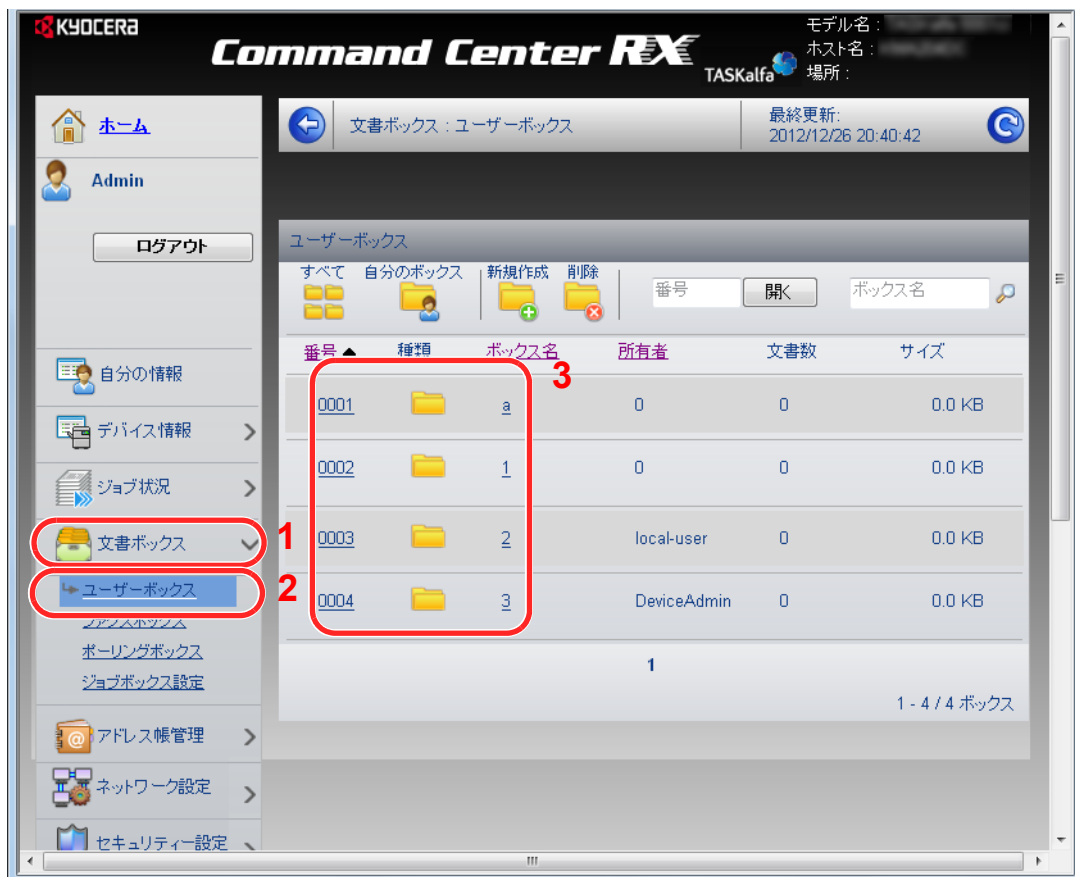 KYOCERA
Command Center RX
TASKalfa
モデル名 :
ホスト名 :
場所 :
ホーム
Admin
ログアウト
自分の情報
デバイス情報
ジョブ状況
文書ボックス
1
ユーザーボックス
2
ファクスボックス
ポーリングボックス
ジョブボックス設定
アドレス帳管理
ネットワーク設定
セキュリティー設定
文書ボックス : ユーザーボックス
最終更新:
2012/12/26 20:40:42
ユーザーボックス
すべて 自分のボックス 新規作成 削除
番号 開く ボックス名
番号▲ 種類 ボックス名 所有者 文書数 サイズ
3
0001 a 0 0 0.0 KB
0002 1 0 0 0.0 KB
0003 2 local-user 0 0.0 KB
0004 3 DeviceAdmin 0 0.0 KB
1
1 - 4 / 4 ボックス